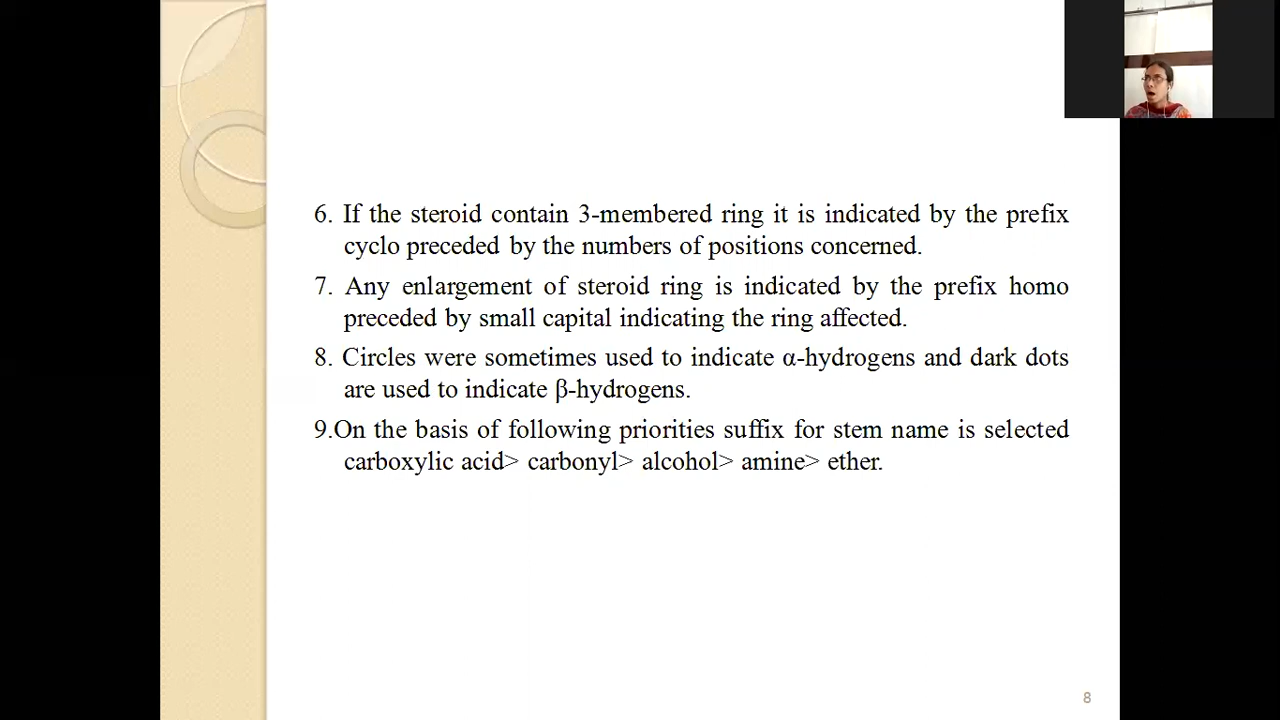 6. If the steroid contain 3-membered ring it is indicated by the prefix
cyclo preceded by the numbers of positions concerned.
7. Any enlargement of steroid ring is indicated by the prefix homo
preceded by small capital indicating the ring affected.
8. Circles were sometimes used to indicate α-hydrogens and dark dots
are used to indicate β-hydrogens.
9.On the basis of following priorities suffix for stem name is selected
carboxylic acid> carbonyl> alcohol> amine> ether.
8